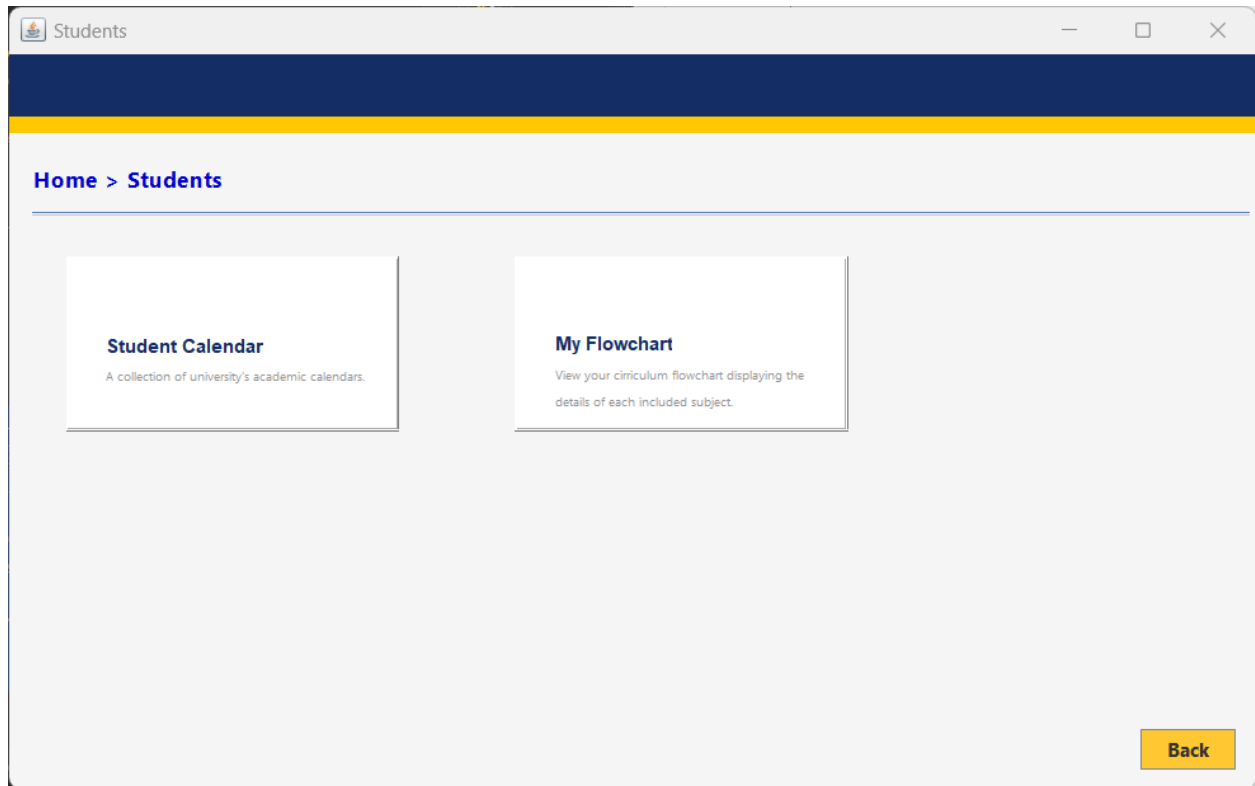 Students
Home > Students
Student Calendar
A collection of university's academic calendars.
My Flowchart
View your cirriculum flowchart displaying the
details of each included subject.
Back